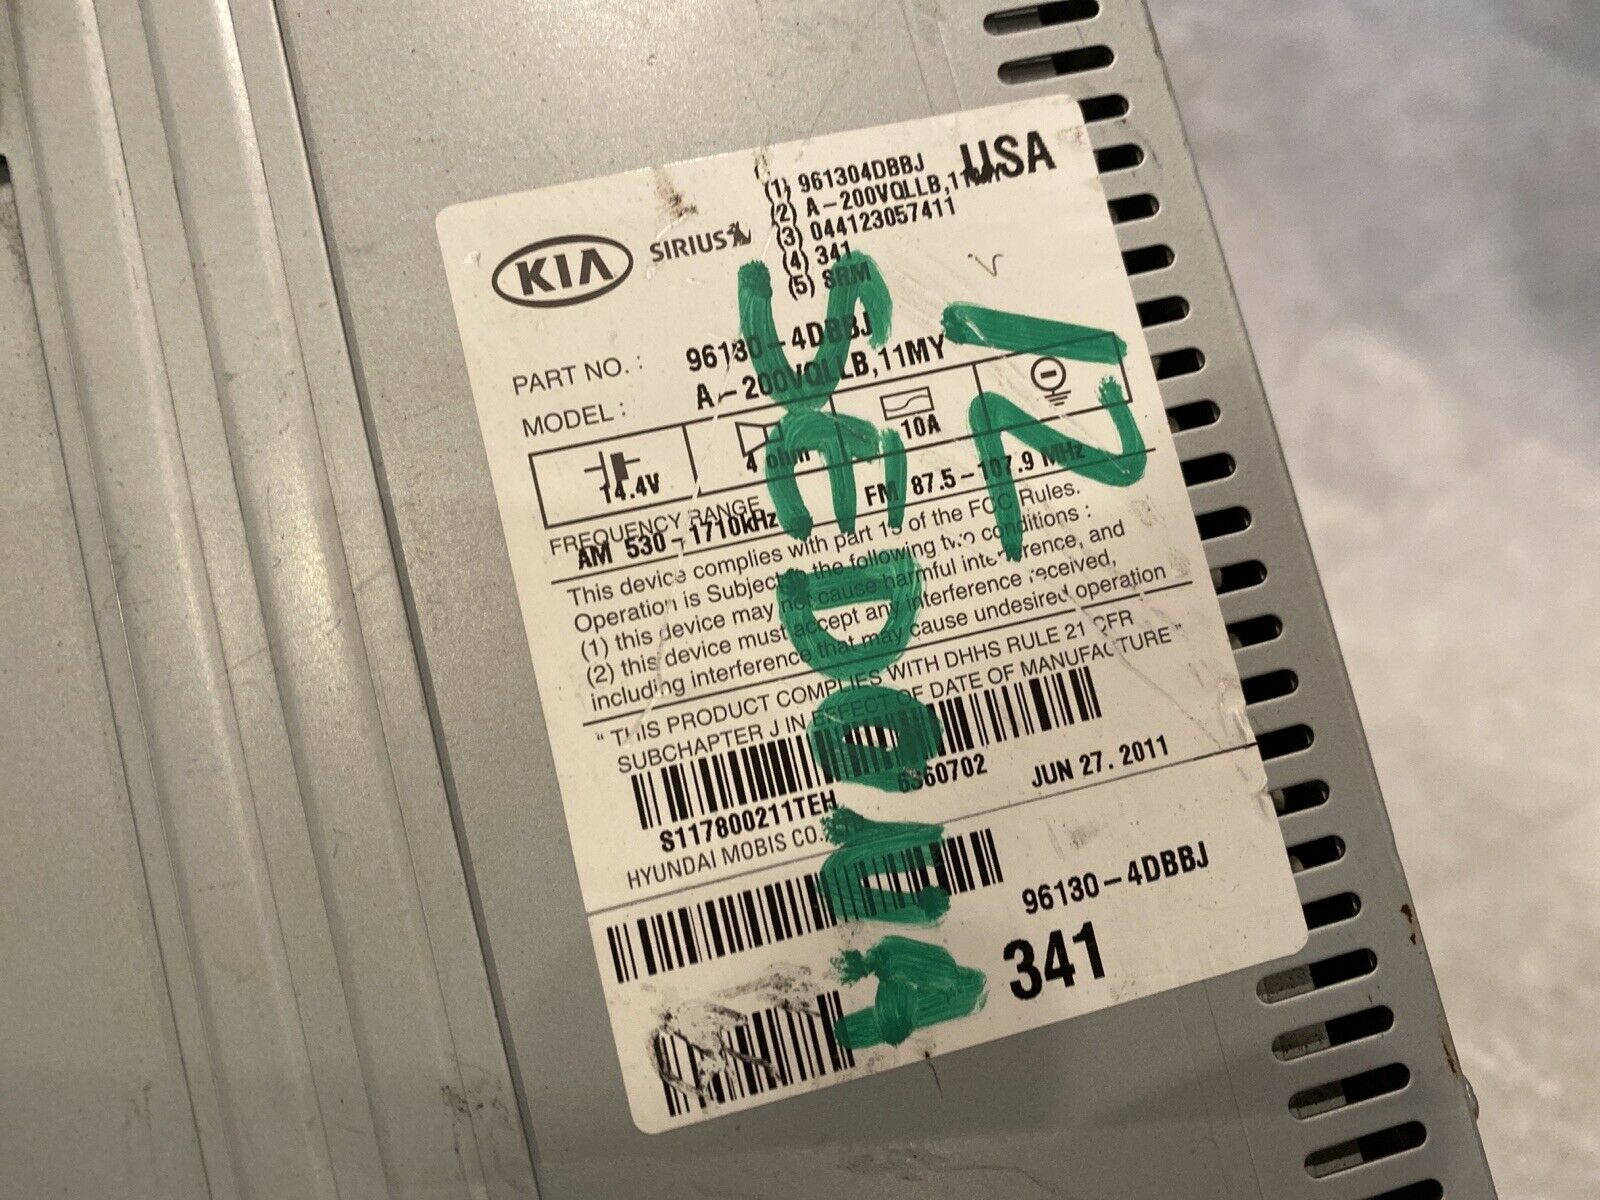 USA
(1) 961304DBBJ
(2) A-200VQLLB,11MY
(3) 044123057411
(4) 341
(5) SRM
KIA SIRIUS
PART NO. : 96130-4DBBJ
MODEL : A-200VQLLB,11MY
14.4V 4 ohm 10A
FREQUENCY RANGE
AM 530-1710kHz FM 87.5-107.9 MHz
This device complies with part 15 of the FCC Rules.
Operation is Subject to the following two conditions :
(1) this device may not cause harmful interference, and
(2) this device must accept any interference received,
including interference that may cause undesired operation
" THIS PRODUCT COMPLIES WITH DHHS RULE 21 CFR
SUBCHAPTER J IN EFFECT OF DATE OF MANUFACTURE "
S117800211TEH 6360702 JUN 27. 2011
HYUNDAI MOBIS CO.
96130-4DBBJ
341